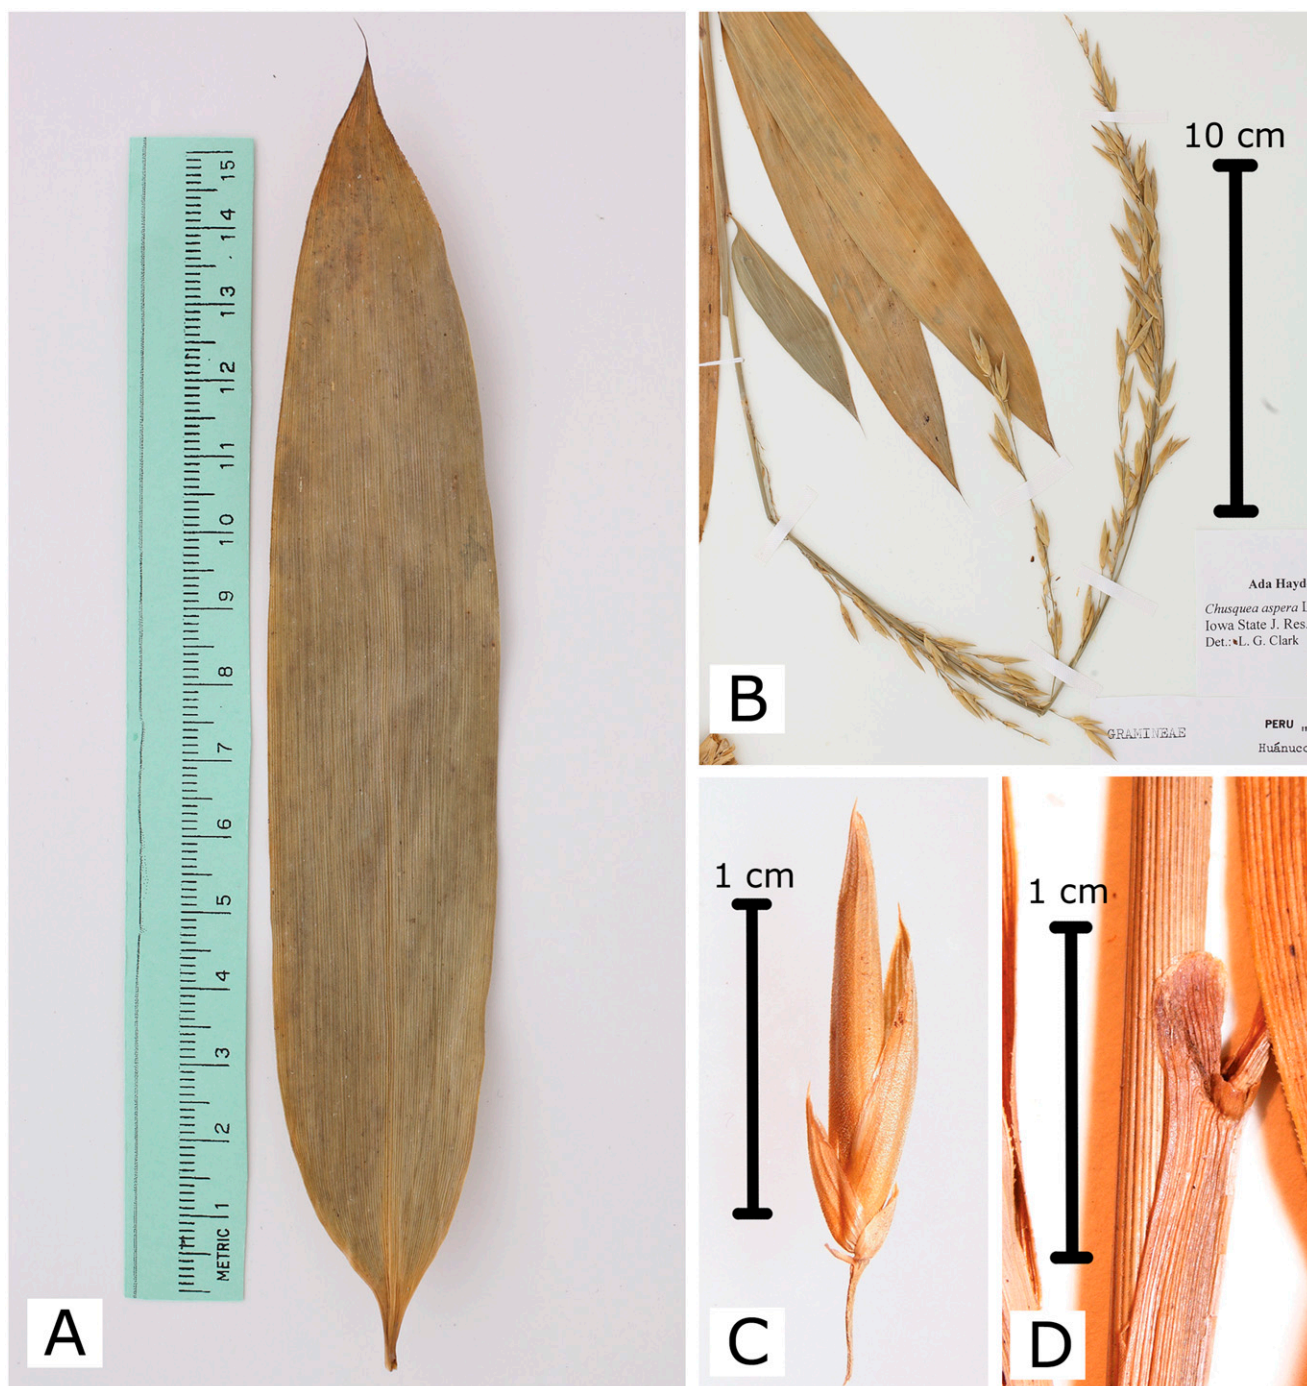 15
14
13
12
11
10
9
8
7
6
5
4
3
2
1
METRIC
A
10 cm
Ada Hayd
Chusquea aspera L
Iowa State J. Res.
Det.: L. G. Clark
GRAMINEAE
PERU
Huánuco
B
1 cm
C
1 cm
D